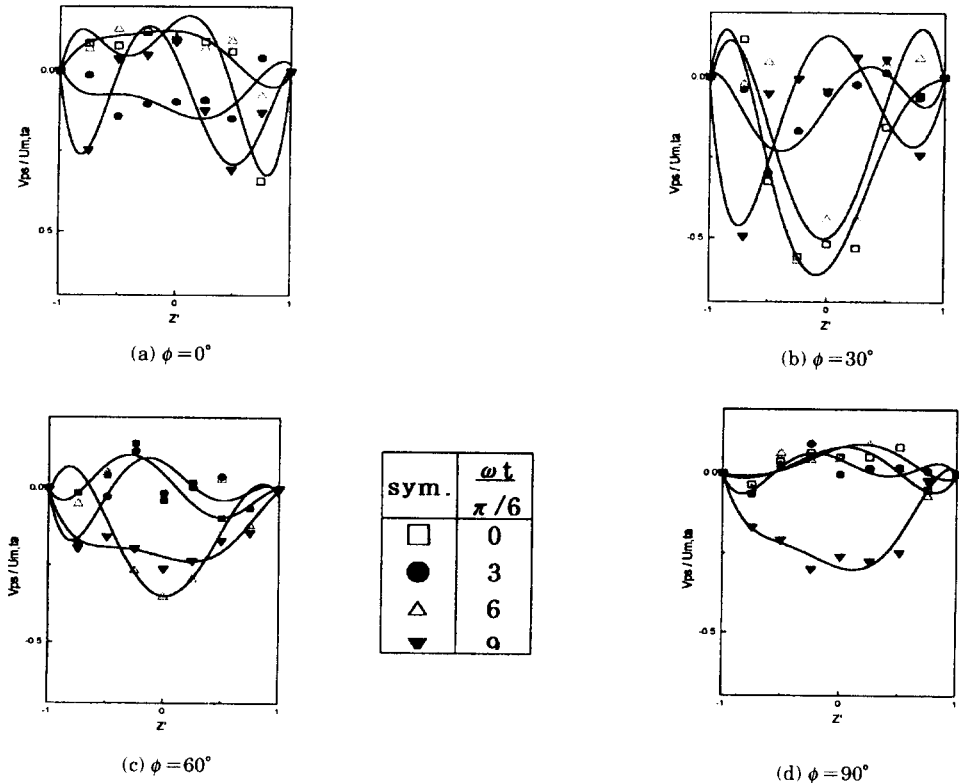 0.0
0.5
Vps / Um,ta
-1
0
1
Z'
(a) ϕ=0°
0.0
-0.5
Vps / Um,ta
-1
0
1
Z'
(b) ϕ=30°
0.0
-0.5
Vps / Um,ta
-1
0
1
Z'
(c) ϕ=60°
sym. ωt
π/6
□ 0
● 3
△ 6
▼ 9
0.0
-0.5
Vps / Um,ta
-1
0
1
Z'
(d) ϕ=90°